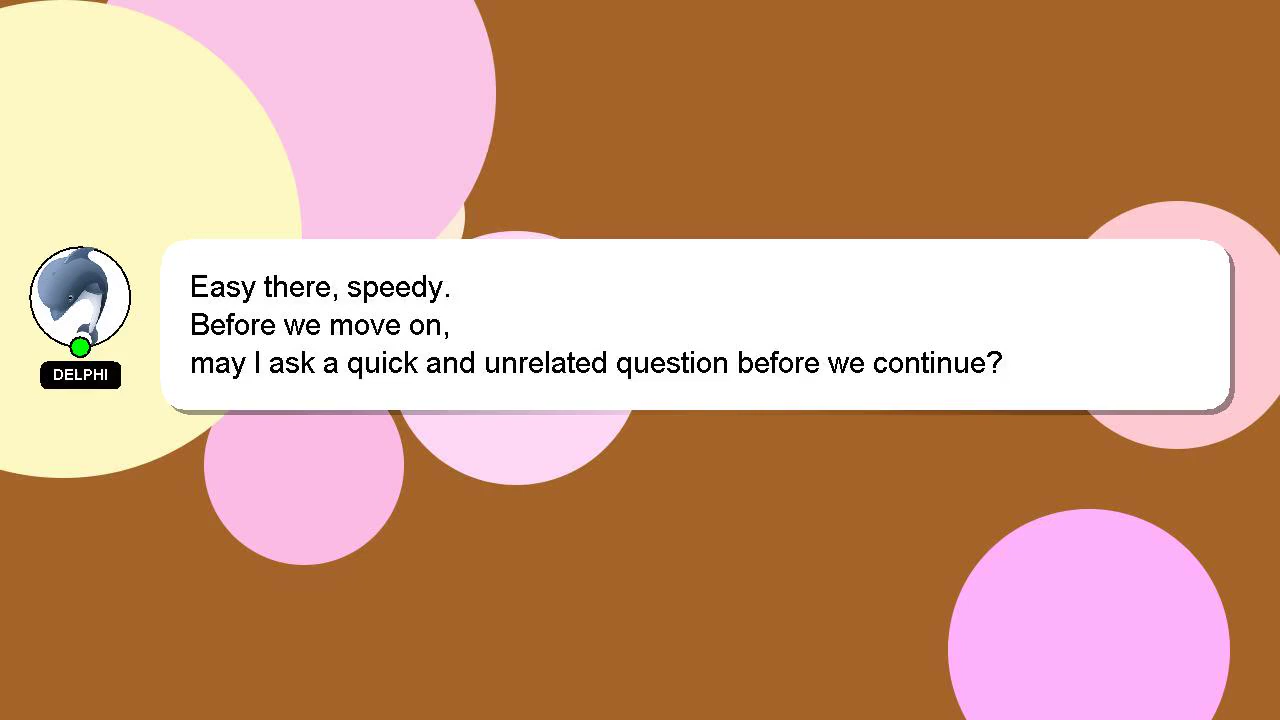 Easy there, speedy.
Before we move on,
may I ask a quick and unrelated question before we continue?
DELPHI